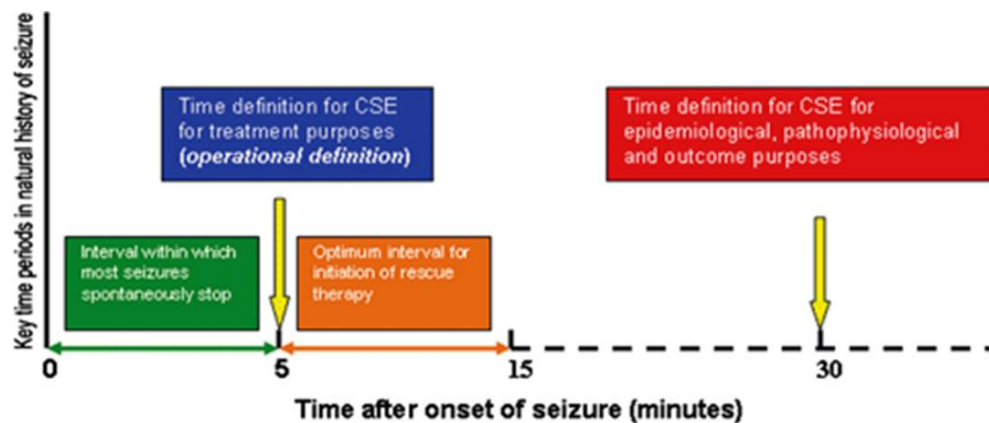 Key time periods in natural history of seizure
Time definition for CSE
for treatment purposes
(operational definition)
Time definition for CSE for
epidemiological, pathophysiological
and outcome purposes
Interval within which
most seizures
spontaneously stop
Optimum interval for
initiation of rescue
therapy
0
5
15
30
Time after onset of seizure (minutes)